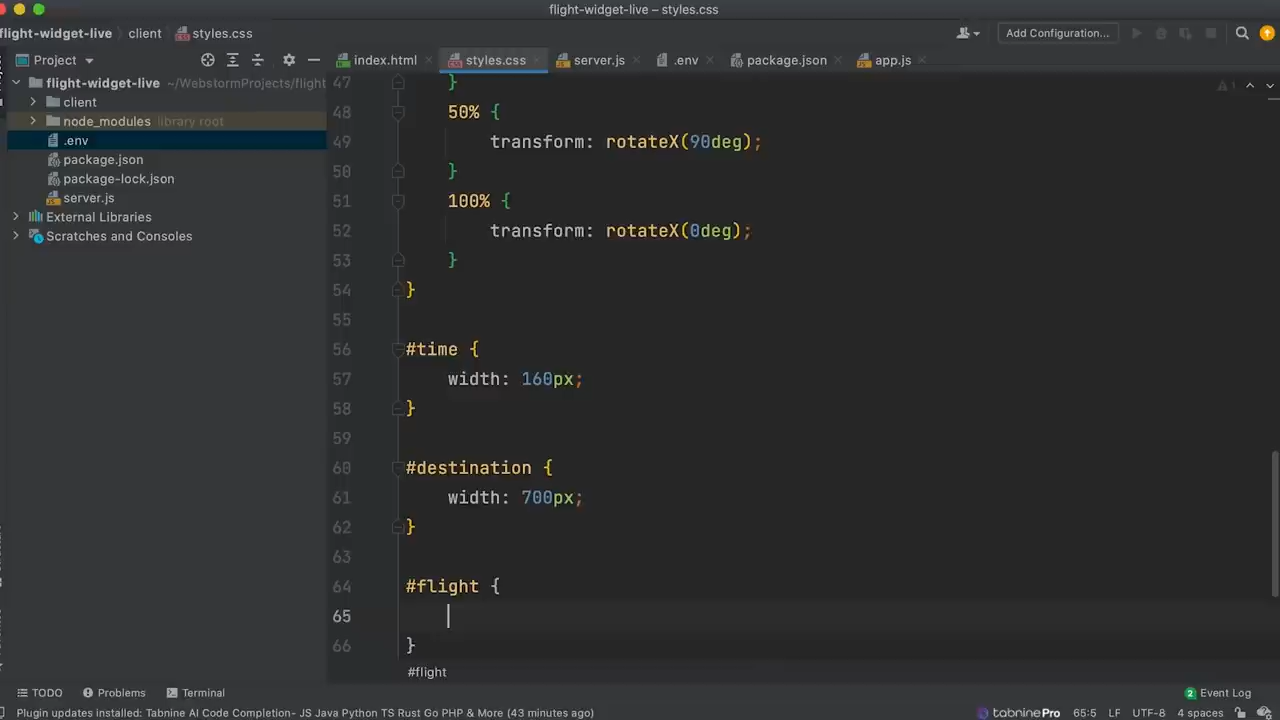 flight-widget-live – styles.css
flight-widget-live client styles.css Add Configuration...
Project index.html styles.css server.js .env package.json app.js
flight-widget-live ~/WebstormProjects/flight
client
node_modules library root
.env
package.json
package-lock.json
server.js
External Libraries
Scratches and Consoles
47 }
48 50% {
49 transform: rotateX(90deg);
50 }
51 100% {
52 transform: rotateX(0deg);
53 }
54 }
55
56 #time {
57 width: 160px;
58 }
59
60 #destination {
61 width: 700px;
62 }
63
64 #flight {
65
66 }
#flight
1
TODO Problems Terminal 2 Event Log
Plugin updates installed: Tabnine AI Code Completion- JS Java Python TS Rust Go PHP & More (43 minutes ago) tabninePro 65:5 LF UTF-8 4 spaces